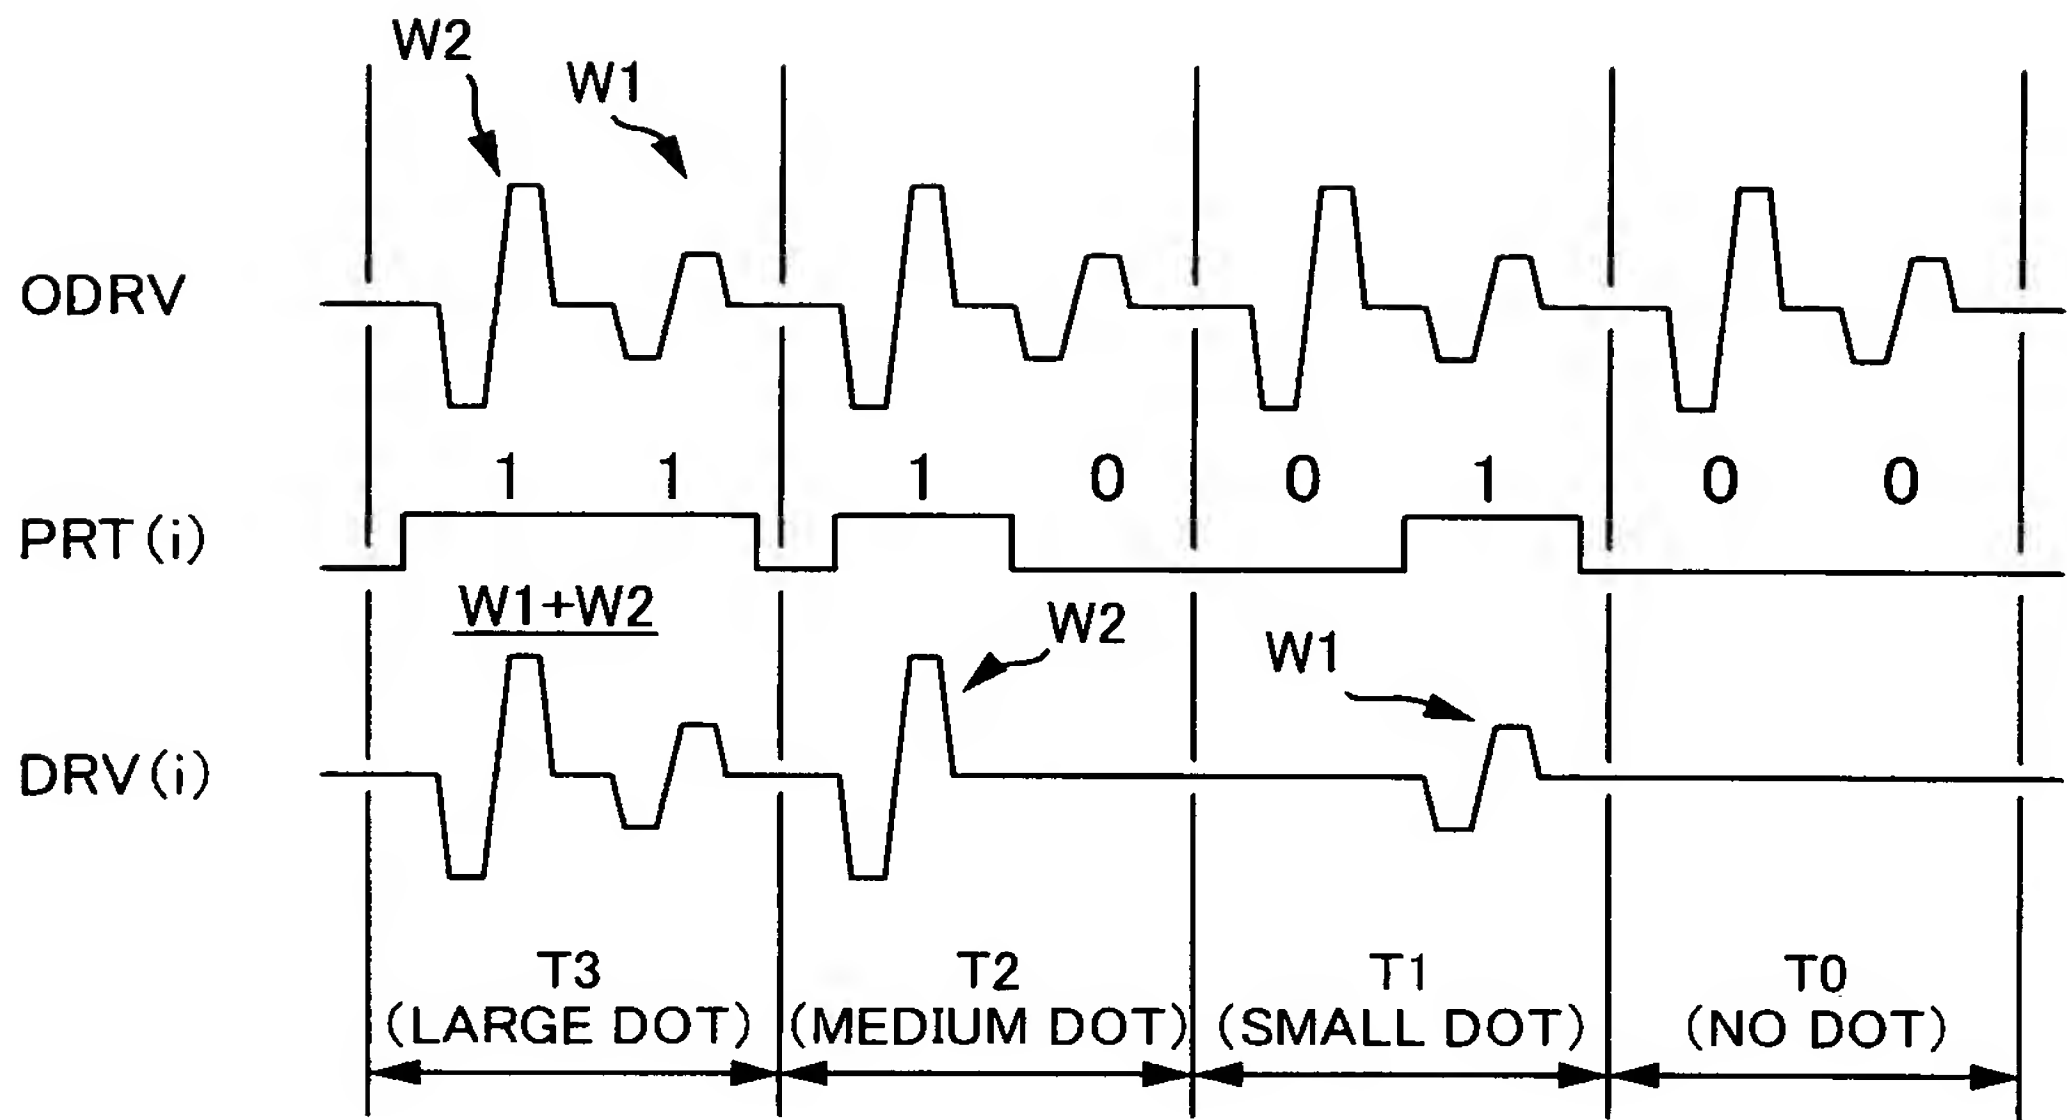 W2
W1
ODRV
1 1 1 0 0 1 0 0
PRT(i)
W1+W2
W2
W1
DRV(i)
T3 T2 T1 T0
(LARGE DOT) (MEDIUM DOT) (SMALL DOT) (NO DOT)